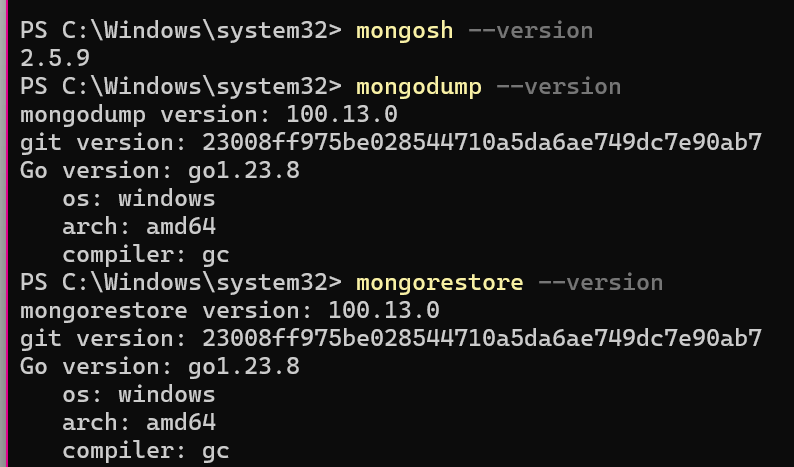 PS C:\Windows\system32> mongosh --version
2.5.9
PS C:\Windows\system32> mongodump --version
mongodump version: 100.13.0
git version: 23008ff975be028544710a5da6ae749dc7e90ab7
Go version: go1.23.8
   os: windows
   arch: amd64
   compiler: gc
PS C:\Windows\system32> mongorestore --version
mongorestore version: 100.13.0
git version: 23008ff975be028544710a5da6ae749dc7e90ab7
Go version: go1.23.8
   os: windows
   arch: amd64
   compiler: gc